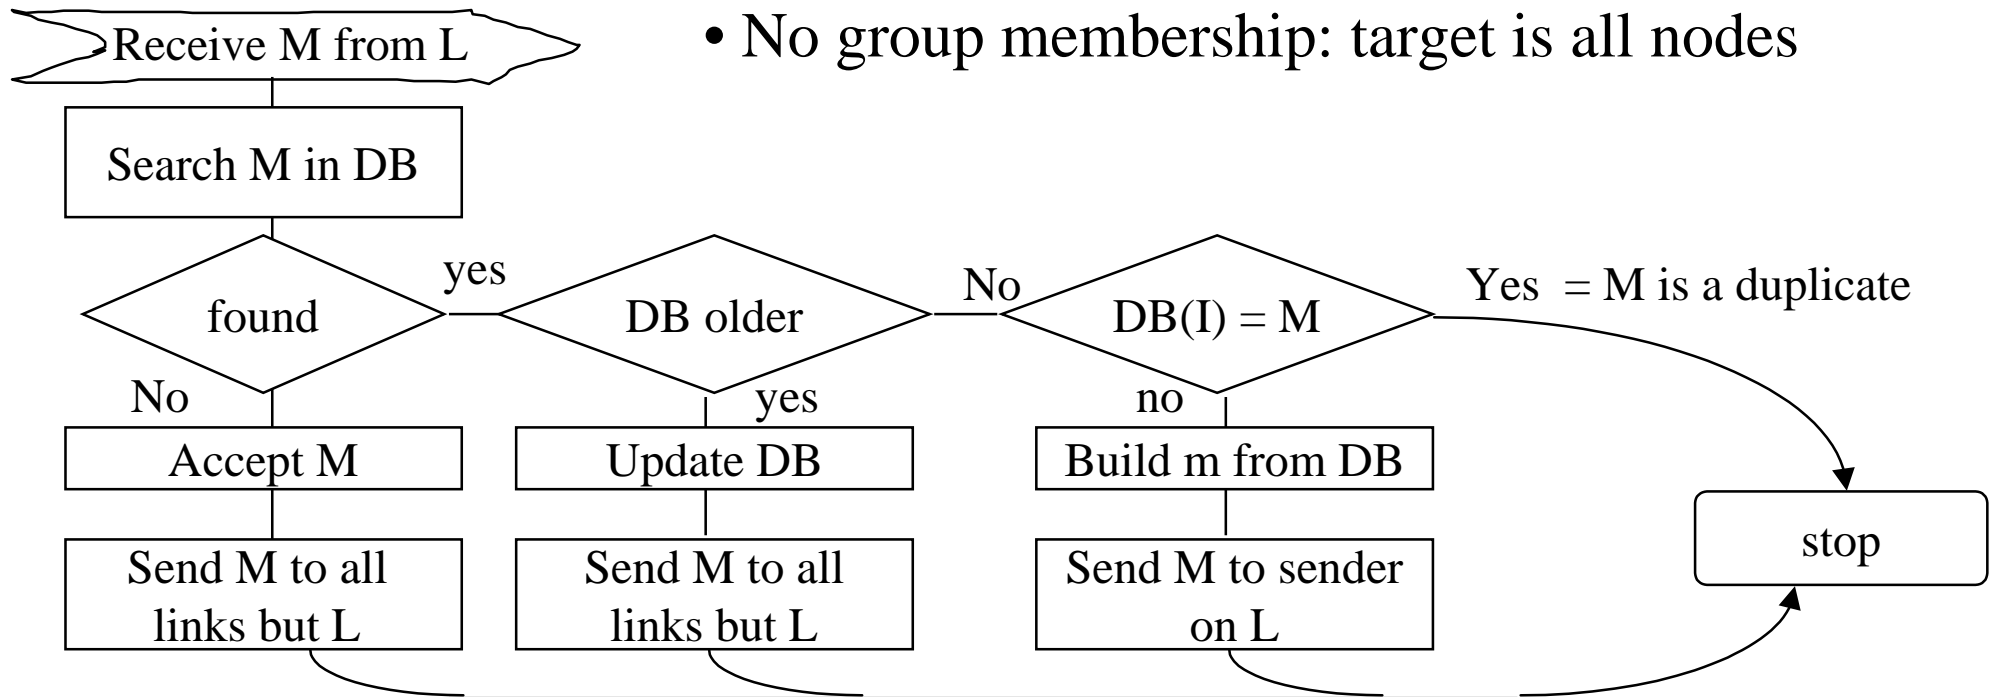 Receive M from L
• No group membership: target is all nodes
Search M in DB
found
yes
DB older
No
DB(I) = M
Yes = M is a duplicate
No
yes
no
Accept M
Update DB
Build m from DB
Send M to all
links but L
Send M to all
links but L
Send M to sender
on L
stop